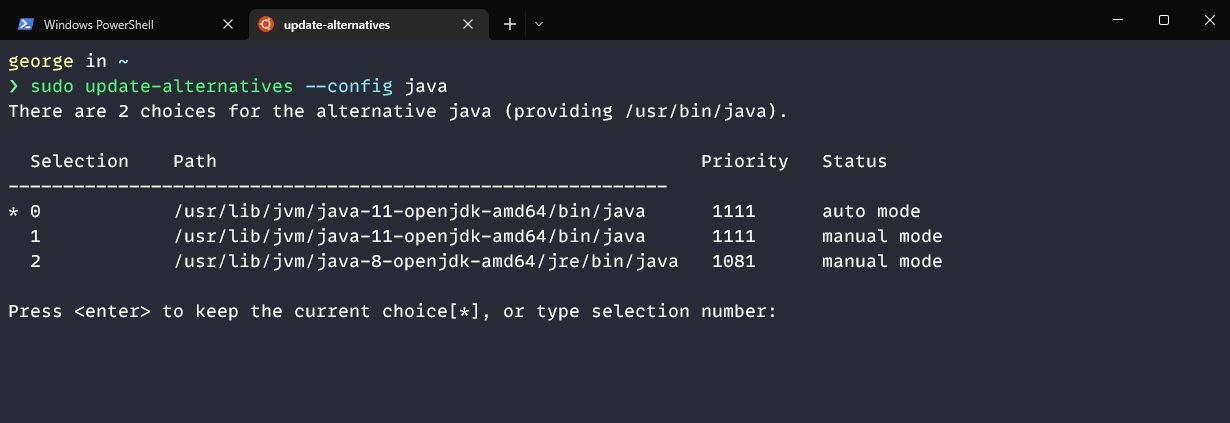 Windows PowerShell
update-alternatives
george in ~
❯ sudo update-alternatives --config java
There are 2 choices for the alternative java (providing /usr/bin/java).
Selection Path Priority Status
------------------------------------------------------------
* 0 /usr/lib/jvm/java-11-openjdk-amd64/bin/java 1111 auto mode
1 /usr/lib/jvm/java-11-openjdk-amd64/bin/java 1111 manual mode
2 /usr/lib/jvm/java-8-openjdk-amd64/jre/bin/java 1081 manual mode
Press <enter> to keep the current choice[*], or type selection number: